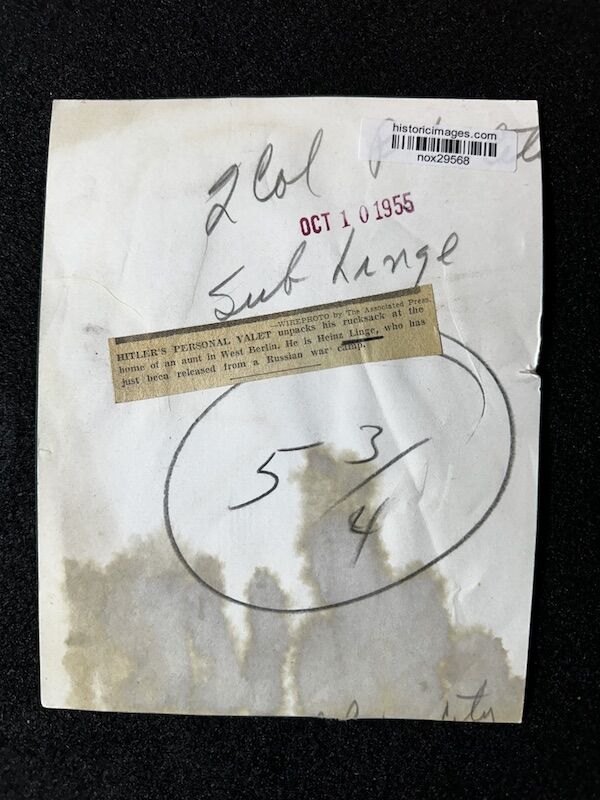 historicimages.com
nox29568
2 Col
OCT 10 1955
Sub Linge
—WIREPHOTO by The Associated Press.
HITLER'S PERSONAL VALET unpacks his rucksack at the
home of an aunt in West Berlin. He is Heinz Linge, who has
just been released from a Russian war camp.
5 3/4